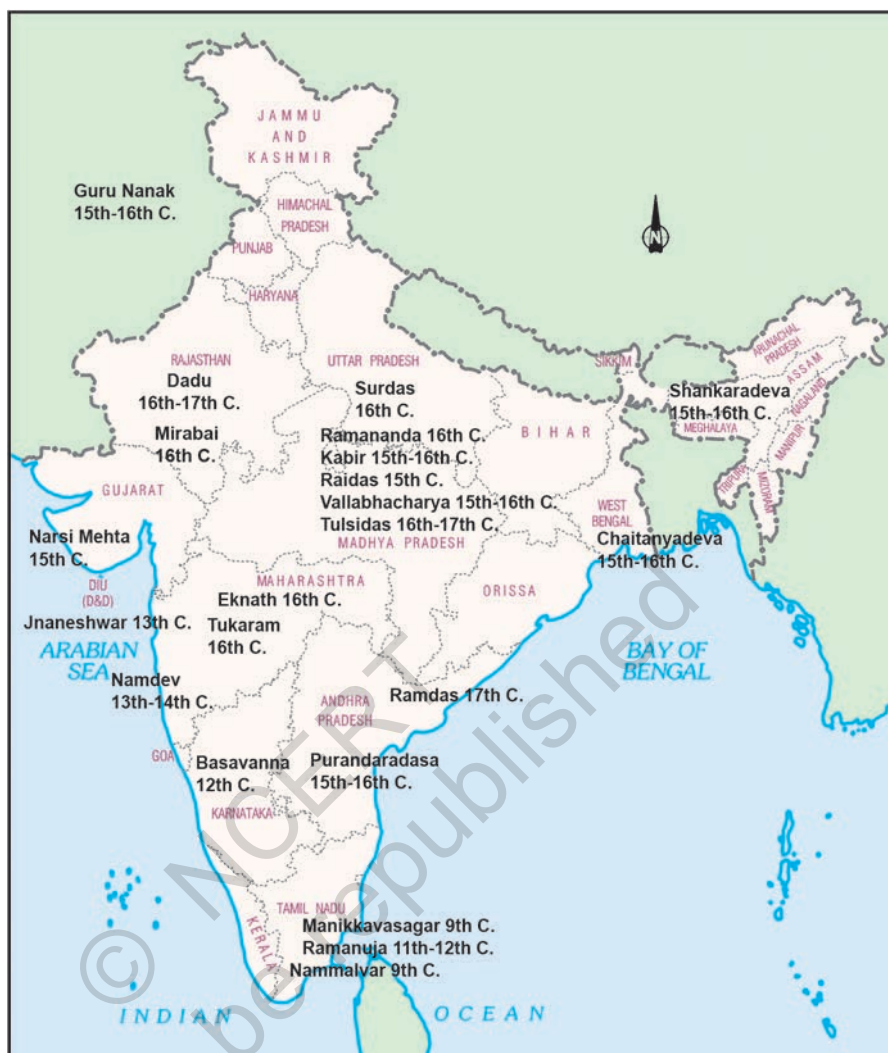 JAMMU
AND
KASHMIR
Guru Nanak
15th-16th C.
HIMACHAL
PRADESH
PUNJAB
N
HARYANA
ARUNACHAL
PRADESH
RAJASTHAN
UTTAR PRADESH
SIKKIM
ASSAM
Dadu
16th-17th C.
Surdas
16th C.
Shankaradeva
15th-16th C.
NAGALAND
MEGHALAYA
MANIPUR
Mirabai
16th C.
Ramananda 16th C.
Kabir 15th-16th C.
Raidas 15th C.
Vallabhacharya 15th-16th C.
Tulsidas 16th-17th C.
BIHAR
TRIPURA
MIZORAM
GUJARAT
WEST
BENGAL
Narsi Mehta
15th C.
MADHYA PRADESH
Chaitanyadeva
15th-16th C.
DIU
(D&D)
MAHARASHTRA
ORISSA
Eknath 16th C.
Jnaneshwar 13th C.
Tukaram
16th C.
ARABIAN
SEA
BAY OF
BENGAL
Namdev
13th-14th C.
Ramdas 17th C.
ANDHRA
PRADESH
GOA
Basavanna
12th C.
Purandaradasa
15th-16th C.
KARNATAKA
TAMIL NADU
KERALA
Manikkavasagar 9th C.
Ramanuja 11th-12th C.
Nammalvar 9th C.
INDIAN OCEAN
© NCERT
be republished